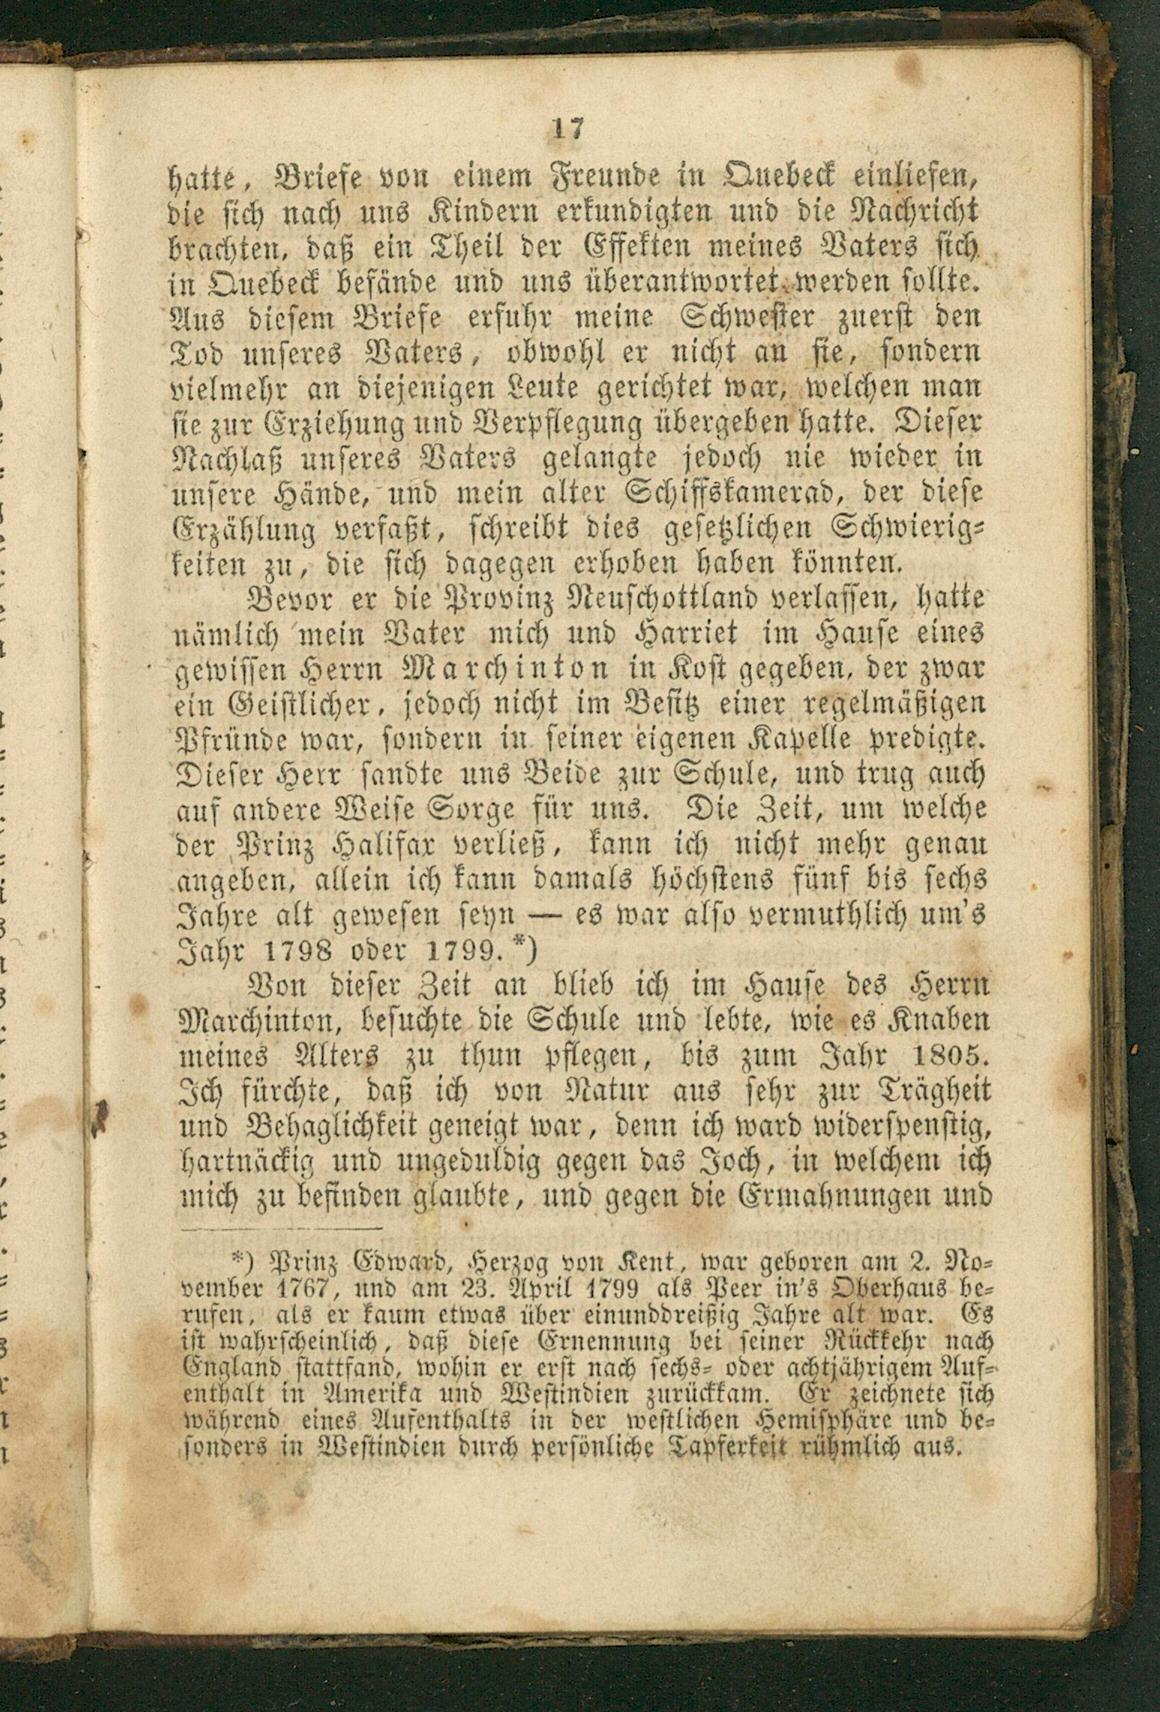 17
hatte, Briefe von einem Freunde in Quebeck einliefen,
die sich nach uns Kindern erkundigten und die Nachricht
brachten, daß ein Theil der Effekten meines Vaters sich
in Quebeck befände und uns überantwortet werden sollte.
Aus diesem Briefe erfuhr meine Schwester zuerst den
Tod unseres Vaters, obwohl er nicht an sie, sondern
vielmehr an diejenigen Leute gerichtet war, welchen man
sie zur Erziehung und Verpflegung übergeben hatte. Dieser
Nachlaß unseres Vaters gelangte jedoch nie wieder in
unsere Hände, und mein alter Schiffskamerad, der diese
Erzählung verfaßt, schreibt dies gesetzlichen Schwierig-
keiten zu, die sich dagegen erhoben haben könnten.
Bevor er die Provinz Neuschottland verlassen, hatte
nämlich mein Vater mich und Harriet im Hause eines
gewissen Herrn Marchinton in Kost gegeben, der zwar
ein Geistlicher, jedoch nicht im Besitz einer regelmäßigen
Pfründe war, sondern in seiner eigenen Kapelle predigte.
Dieser Herr sandte uns Beide zur Schule, und trug auch
auf andere Weise Sorge für uns. Die Zeit, um welche
der Prinz Halifax verließ, kann ich nicht mehr genau
angeben, allein ich kann damals höchstens fünf bis sechs
Jahre alt gewesen seyn — es war also vermuthlich um's
Jahr 1798 oder 1799. *)
Von dieser Zeit an blieb ich im Hause des Herrn
Marchinton, besuchte die Schule und lebte, wie es Knaben
meines Alters zu thun pflegen, bis zum Jahr 1805.
Ich fürchte, daß ich von Natur aus sehr zur Trägheit
und Behaglichkeit geneigt war, denn ich ward widerspenstig,
hartnäckig und ungeduldig gegen das Joch, in welchem ich
mich zu befinden glaubte, und gegen die Ermahnungen und
*) Prinz Edward, Herzog von Kent, war geboren am 2. No-
vember 1767, und am 23. April 1799 als Peer in's Oberhaus be-
rufen, als er kaum etwas über einunddreißig Jahre alt war. Es
ist wahrscheinlich, daß diese Ernennung bei seiner Rückkehr nach
England stattfand, wohin er erst nach sechs- oder achtjährigem Auf-
enthalt in Amerika und Westindien zurückkam. Er zeichnete sich
während eines Aufenthalts in der westlichen Hemisphäre und be-
sonders in Westindien durch persönliche Tapferkeit rühmlich aus.